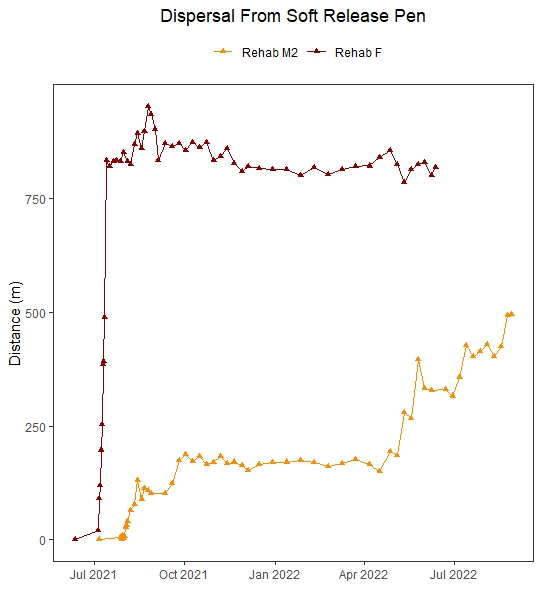 Dispersal From Soft Release Pen
Rehab M2 Rehab F
Distance (m)
750
500
250
0
Jul 2021 Oct 2021 Jan 2022 Apr 2022 Jul 2022